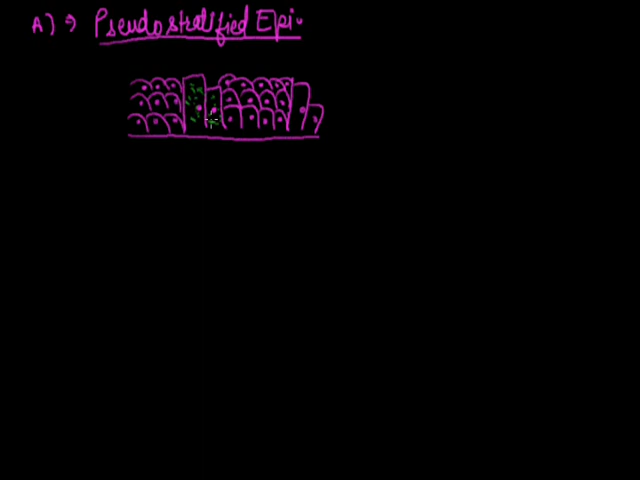 A) → Pseudostratified Epi.